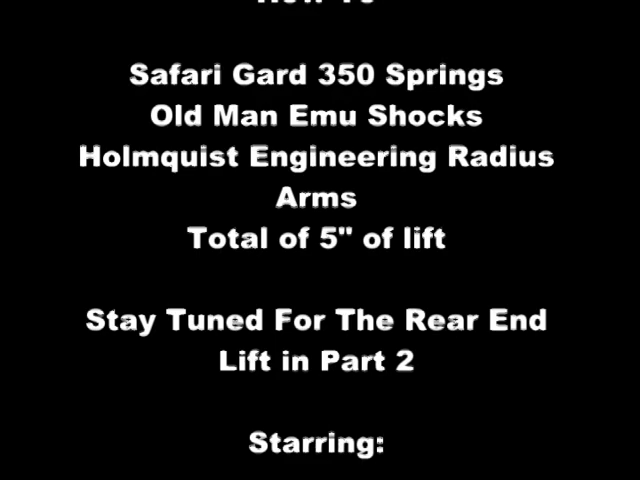 Safari Gard 350 Springs
Old Man Emu Shocks
Holmquist Engineering Radius
Arms
Total of 5" of lift
Stay Tuned For The Rear End
Lift in Part 2
Starring: